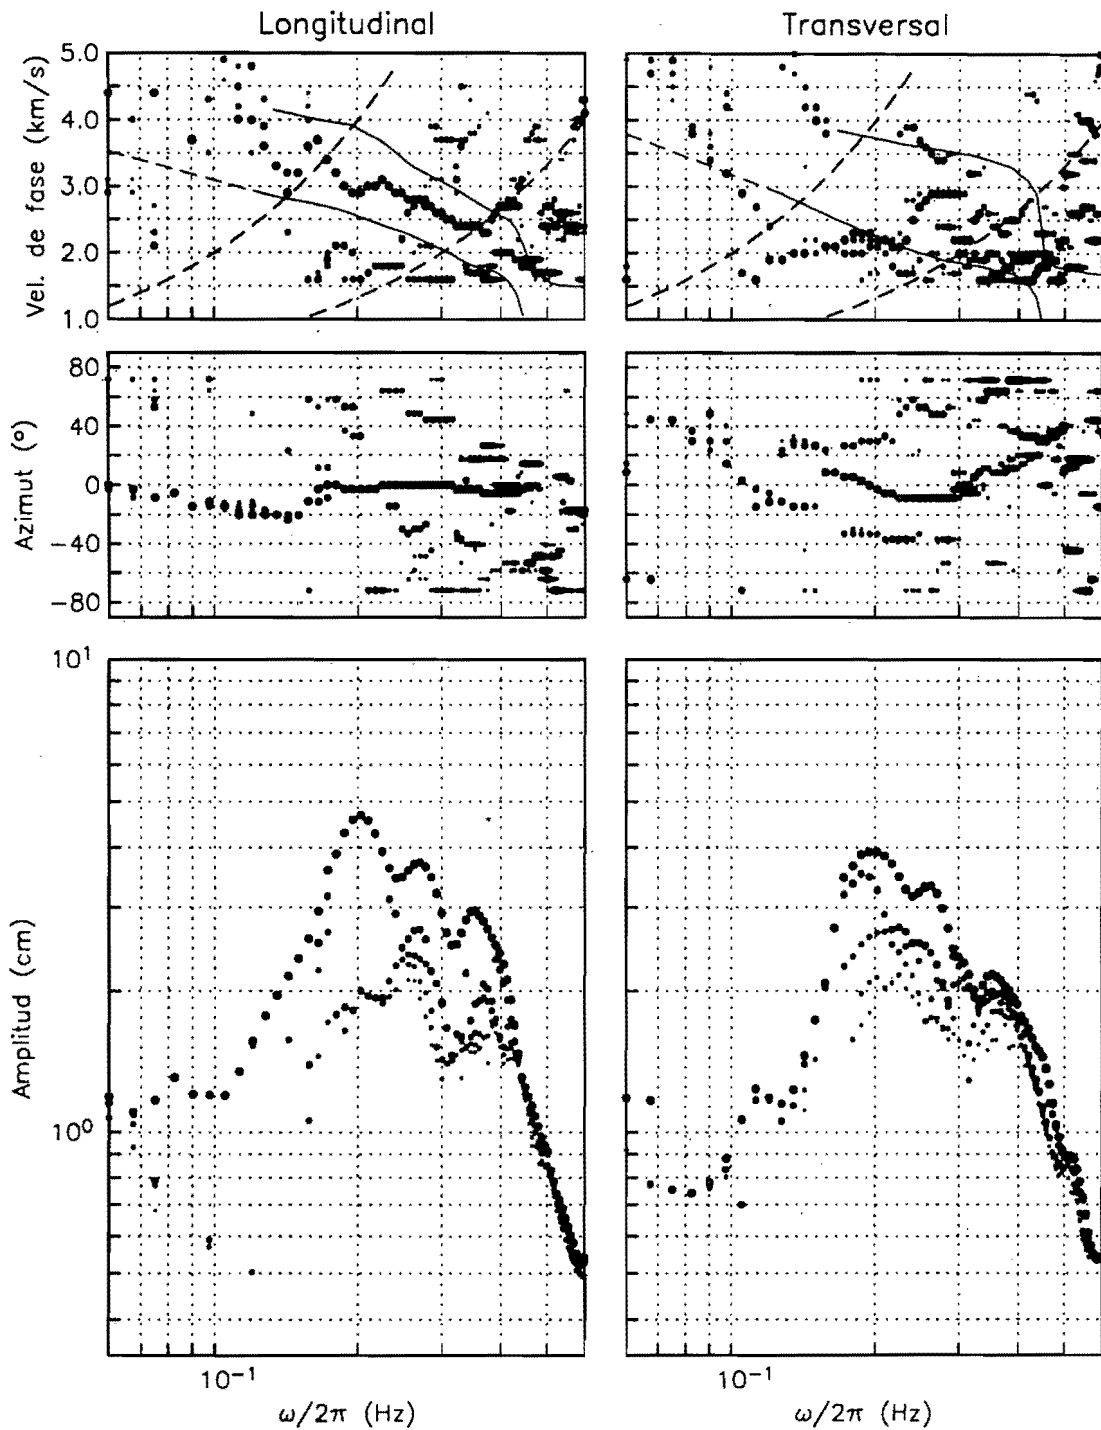 Longitudinal
Transversal
Vel. de fase (km/s)
5.0
4.0
3.0
2.0
1.0
Azimut (°)
80
40
0
−40
−80
Amplitud (cm)
10¹
10⁰
10⁻¹
10⁻¹
ω/2π (Hz)
ω/2π (Hz)